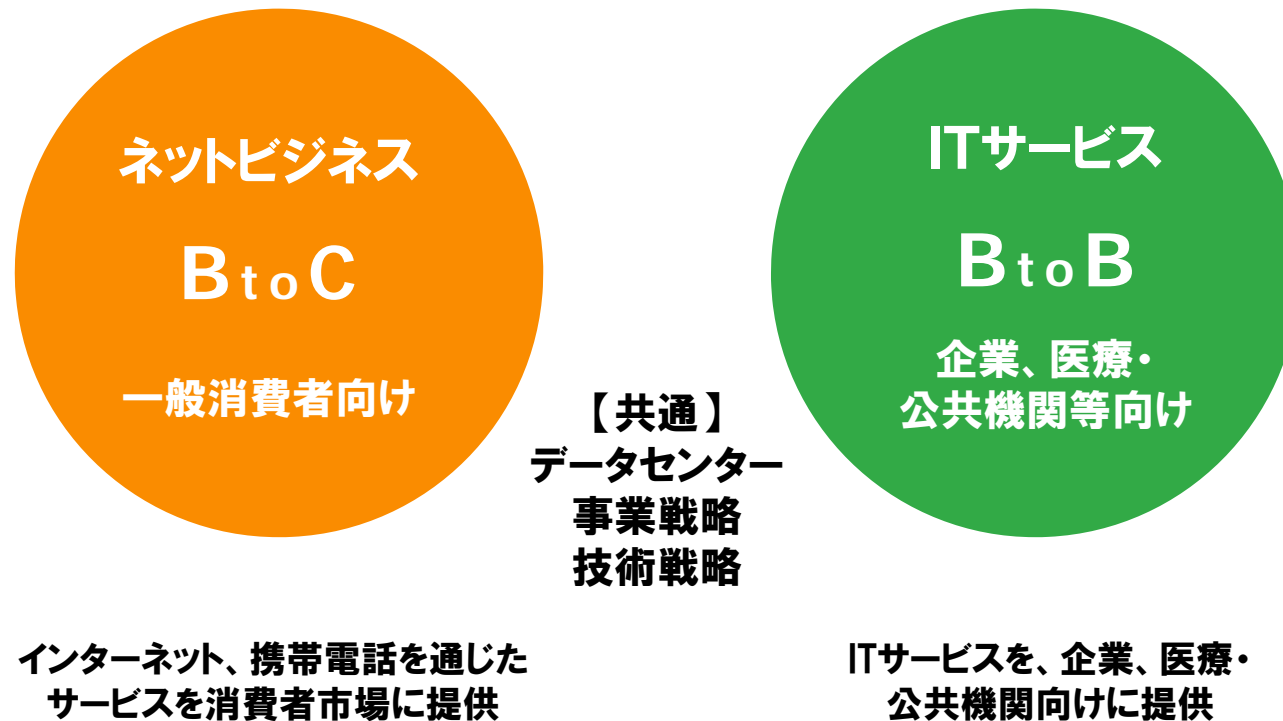 ネットビジネス
B to C
一般消費者向け
ITサービス
B to B
企業、医療・
公共機関等向け
【共通】
データセンター
事業戦略
技術戦略
インターネット、携帯電話を通じた
サービスを消費者市場に提供
ITサービスを、企業、医療・
公共機関向けに提供